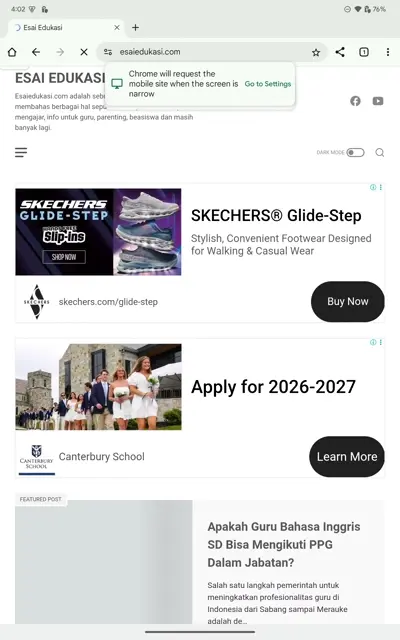 4:02
76%
Esai Edukasi
esaiedukasi.com
1
Chrome will request the
mobile site when the screen is
narrow
Go to Settings
ESAI EDUKASI
Esaiedukasi.com adalah
membahas berbagai hal
mengajar, info untuk guru, parenting, beasiswa dan masih
banyak lagi.
DARK MODE
SKECHERS
GLIDE-STEP
Slip-ins
SHOP NOW
SKECHERS® Glide-Step
Stylish, Convenient Footwear Designed
for Walking & Casual Wear
SKECHERS
skechers.com/glide-step
Buy Now
Apply for 2026-2027
CANTERBURY
SCHOOL
Canterbury School
Learn More
FEATURED POST
Apakah Guru Bahasa Inggris
SD Bisa Mengikuti PPG
Dalam Jabatan?
Salah satu langkah pemerintah untuk
meningkatkan profesionalitas guru di
Indonesia dari Sabang sampai Merauke
adalah de…